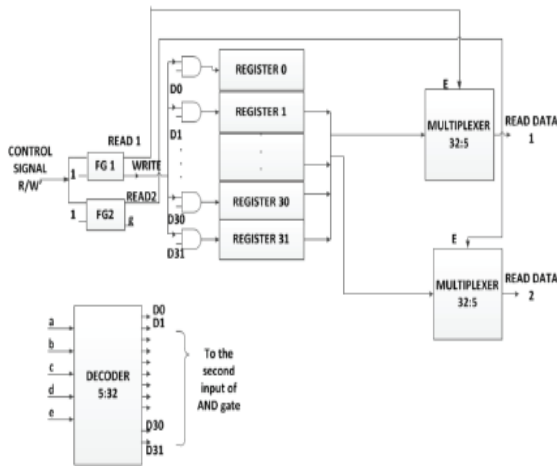 REGISTER 0
D0
E
REGISTER 1
READ 1
D1
MULTIPLEXER
32:5
READ DATA
1
CONTROL
SIGNAL
R/W'
1
FG 1
WRITE
READ2
1
FG2
g
D30
REGISTER 30
D31
REGISTER 31
E
MULTIPLEXER
32:5
READ DATA
2
a
b
c
d
e
DECODER
5:32
D0
D1
D30
D31
To the
second
input of
AND gate